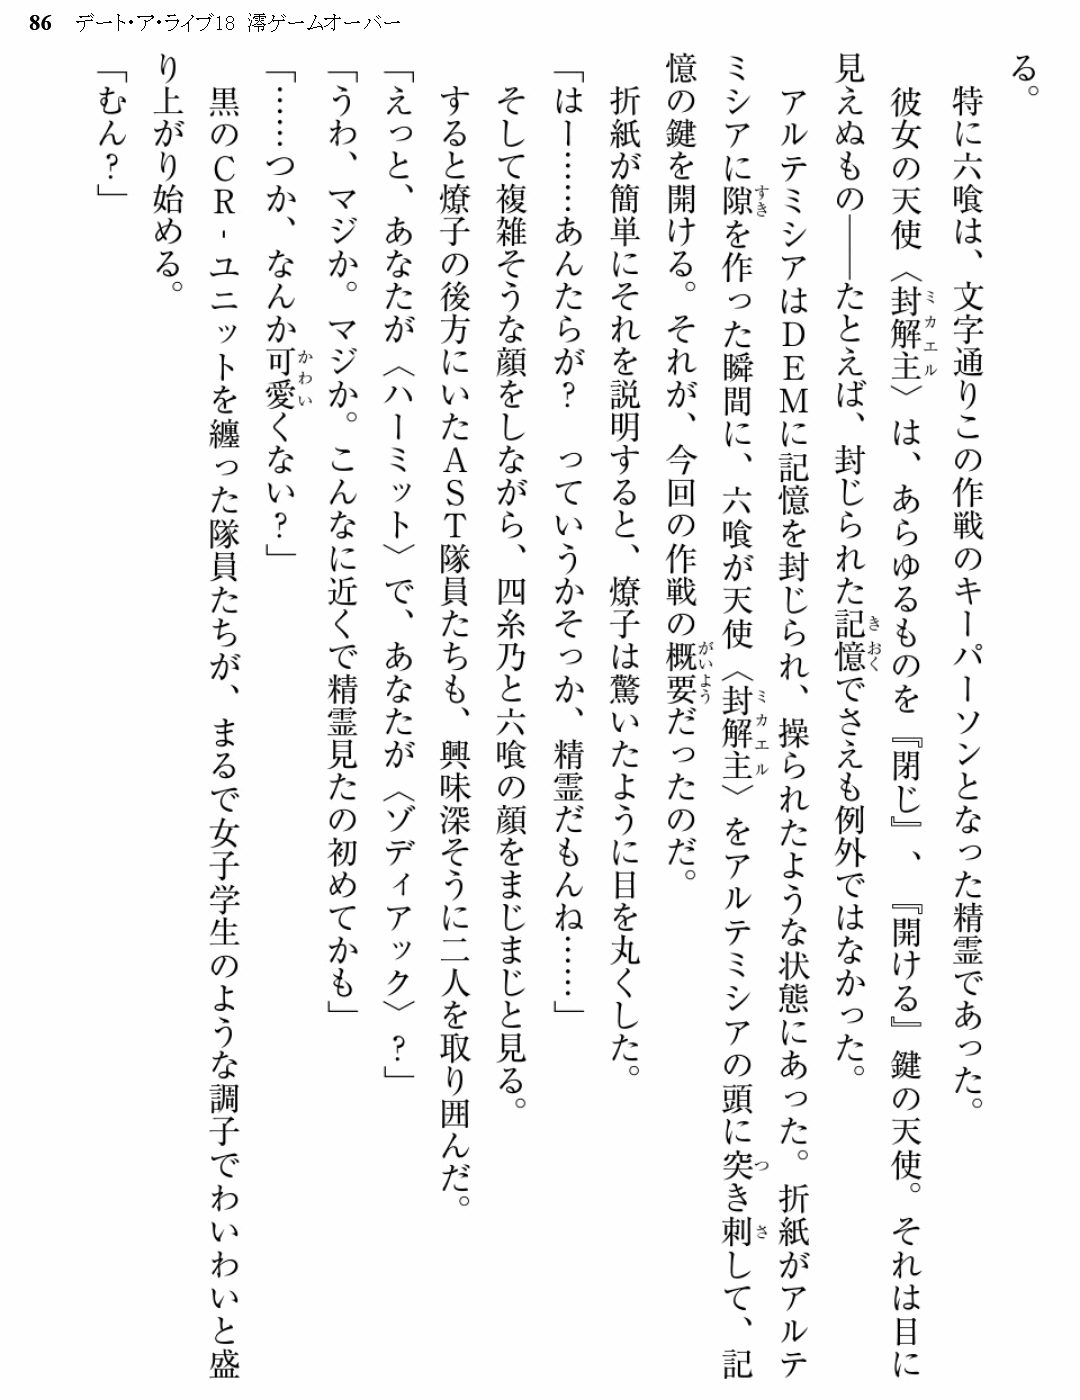 86 デート・ア・ライブ18 澪ゲームオーバー
る。
　特に六喰は、文字通りこの作戦のキーパーソンとなった精霊であった。
　彼女の天使〈封解主〉は、あらゆるものを『閉じ』、『開ける』鍵の天使。それは目に
ミカエル
見えぬもの――たとえば、封じられた記憶でさえも例外ではなかった。
きおく
　アルテミシアはＤＥＭに記憶を封じられ、操られたような状態にあった。折紙がアルテ
ミシアに隙を作った瞬間に、六喰が天使〈封解主〉をアルテミシアの頭に突き刺して、記
すき
ミカエル
つ
さ
憶の鍵を開ける。それが、今回の作戦の概要だったのだ。
がいよう
　折紙が簡単にそれを説明すると、燎子は驚いたように目を丸くした。
「はー……あんたらが？　っていうかそっか、精霊だもんね……」
　そして複雑そうな顔をしながら、四糸乃と六喰の顔をまじまじと見る。
　すると燎子の後方にいたＡＳＴ隊員たちも、興味深そうに二人を取り囲んだ。
「えっと、あなたが〈ハーミット〉で、あなたが〈ゾディアック〉？」
「うわ、マジか。マジか。こんなに近くで精霊見たの初めてかも」
「……つか、なんか可愛くない？」
かわい
　黒のＣＲ-ユニットを纏った隊員たちが、まるで女子学生のような調子でわいわいと盛
り上がり始める。
「むん？」